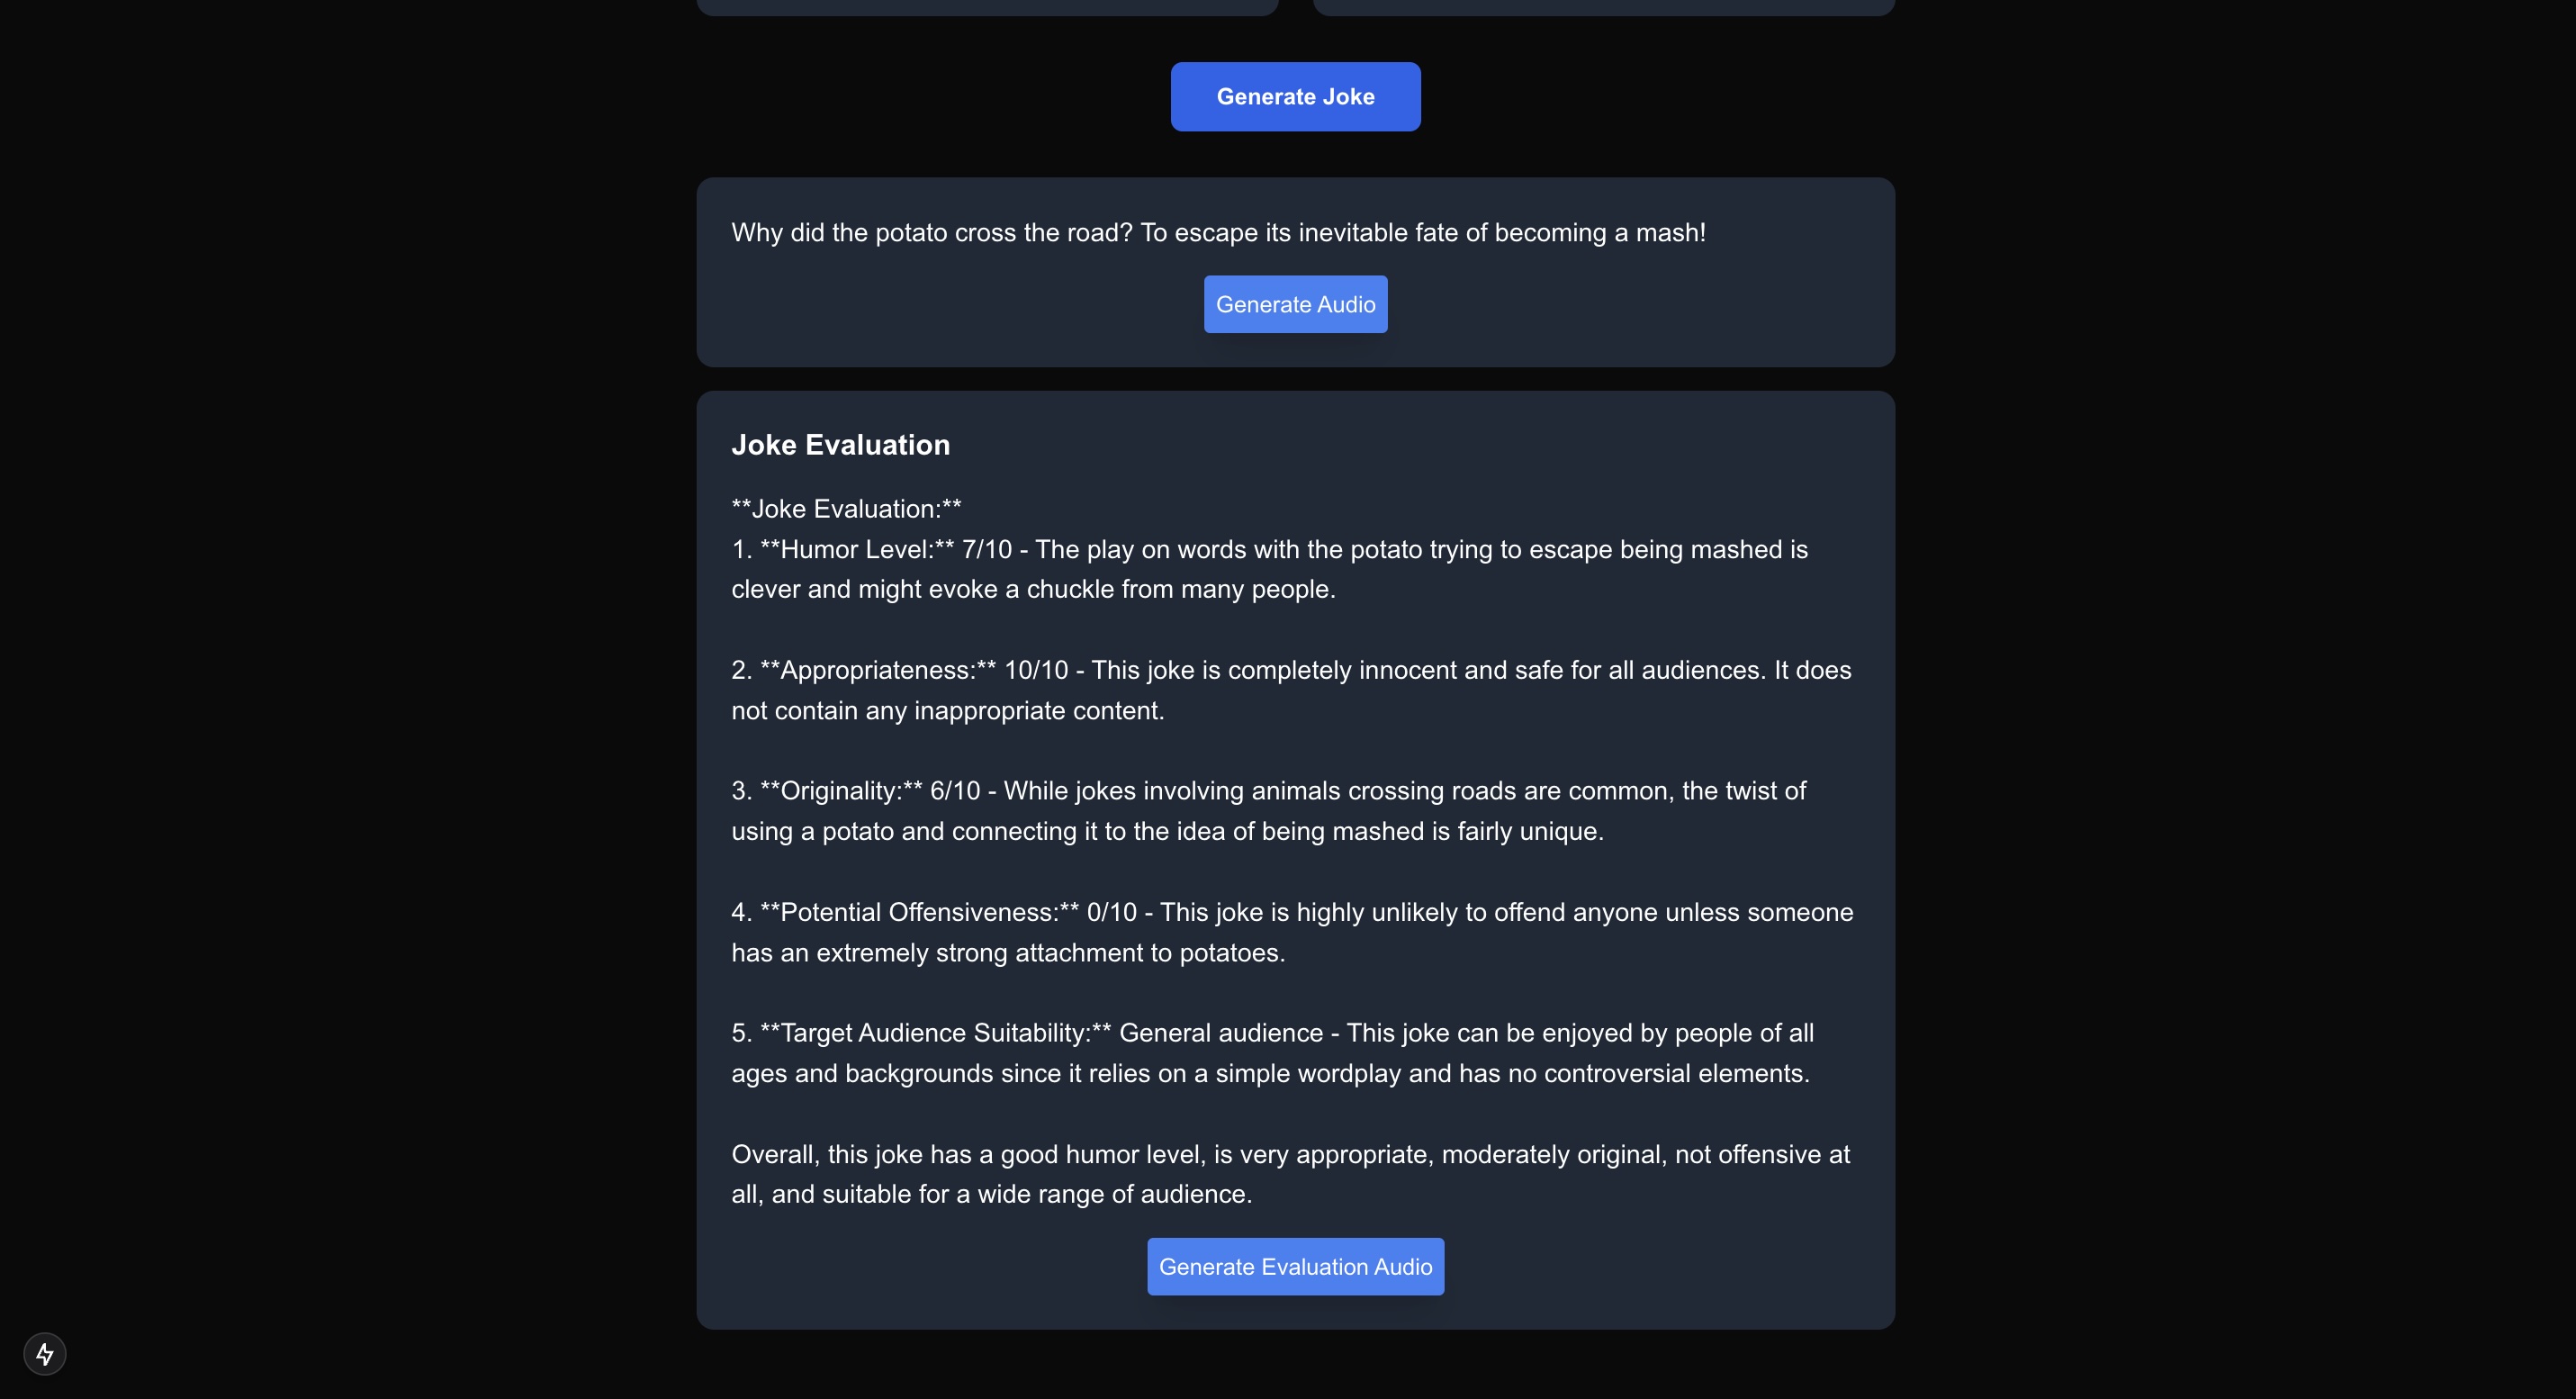 Generate Joke
Why did the potato cross the road? To escape its inevitable fate of becoming a mash!
Generate Audio
Joke Evaluation
**Joke Evaluation:**
1. **Humor Level:** 7/10 - The play on words with the potato trying to escape being mashed is
clever and might evoke a chuckle from many people.
2. **Appropriateness:** 10/10 - This joke is completely innocent and safe for all audiences. It does
not contain any inappropriate content.
3. **Originality:** 6/10 - While jokes involving animals crossing roads are common, the twist of
using a potato and connecting it to the idea of being mashed is fairly unique.
4. **Potential Offensiveness:** 0/10 - This joke is highly unlikely to offend anyone unless someone
has an extremely strong attachment to potatoes.
5. **Target Audience Suitability:** General audience - This joke can be enjoyed by people of all
ages and backgrounds since it relies on a simple wordplay and has no controversial elements.
Overall, this joke has a good humor level, is very appropriate, moderately original, not offensive at
all, and suitable for a wide range of audience.
Generate Evaluation Audio